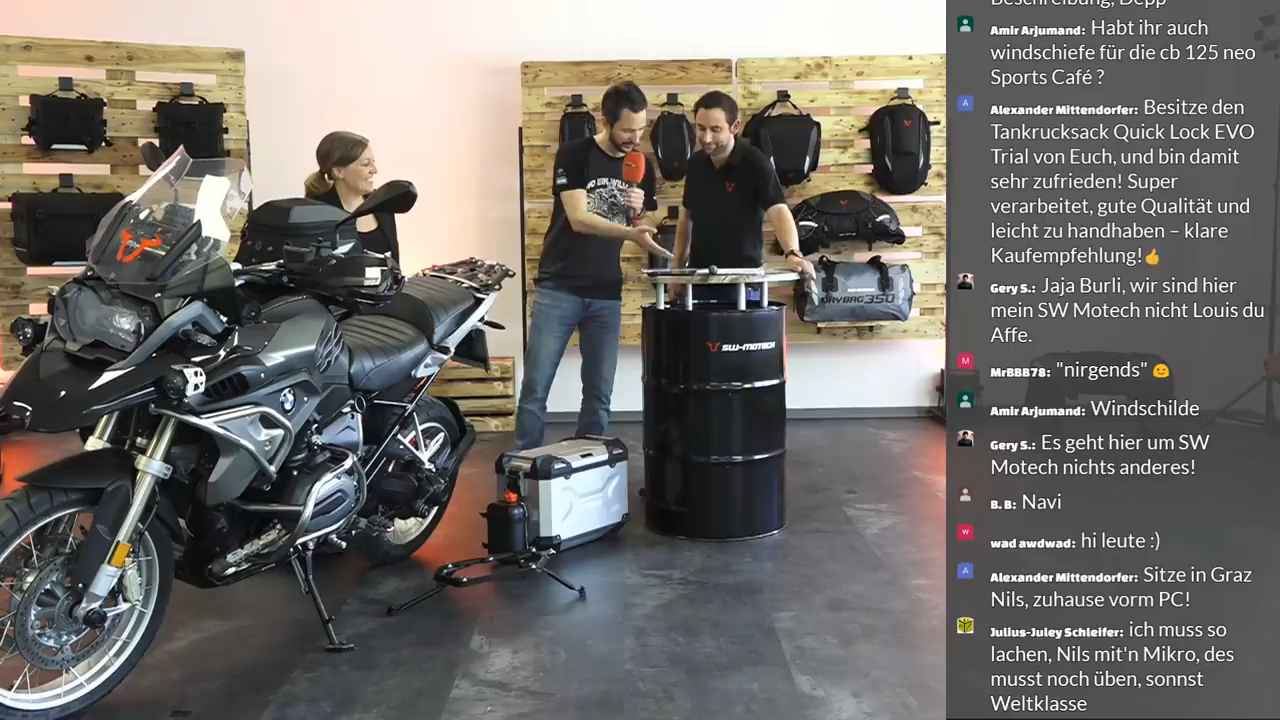 SW-MOTECH
DRYBAG350
Beschreibung, Depp
Amir Arjumand: Habt ihr auch
windschiefe für die cb 125 neo
Sports Café ?
A
Alexander Mittendorfer: Besitze den
Tankrucksack Quick Lock EVO
Trial von Euch, und bin damit
sehr zufrieden! Super
verarbeitet, gute Qualität und
leicht zu handhaben – klare
Kaufempfehlung!👍
Gery S.: Jaja Burli, wir sind hier
mein SW Motech nicht Louis du
Affe.
M
MrBBB78: "nirgends" 🙂
Amir Arjumand: Windschilde
Gery S.: Es geht hier um SW
Motech nichts anderes!
B. B: Navi
w
wad awdwad: hi leute :)
A
Alexander Mittendorfer: Sitze in Graz
Nils, zuhause vorm PC!
Julius-Juley Schleifer: ich muss so
lachen, Nils mit'n Mikro, des
musst noch üben, sonnst
Weltklasse